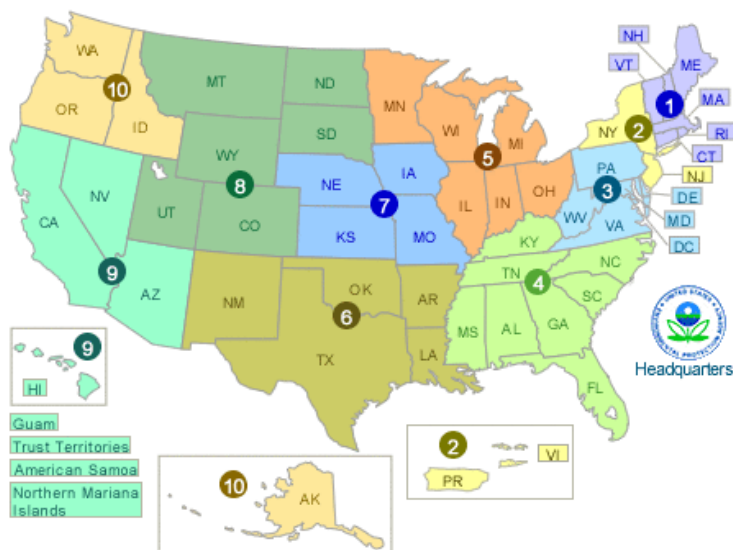 NH
ME
VT
WA
MT
ND
MN
10
1
MA
OR
ID
SD
WI
MI
NY
2
RI
WY
5
CT
PA
NJ
8
NE
IA
3
DE
NV
7
IL
IN
OH
WV
MD
CA
UT
CO
KS
MO
VA
KY
DC
9
TN
NC
AZ
NM
OK
AR
4
SC
6
MS
AL
GA
TX
LA
Headquarters
FL
9
HI
Guam
Trust Territories
American Samoa
Northern Mariana
Islands
10
AK
2
VI
PR